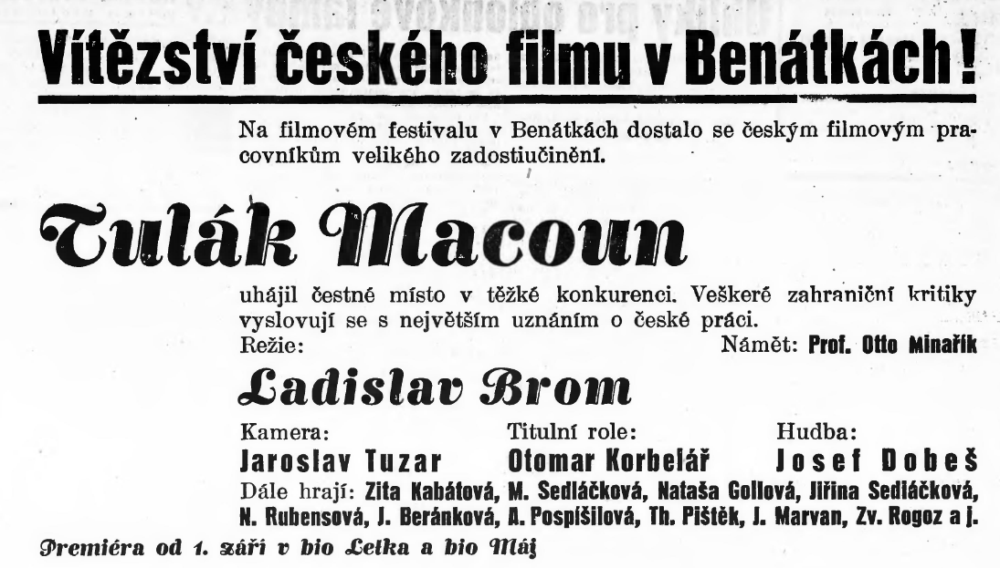 Vítězství českého filmu v Benátkách!
Na filmovém festivalu v Benátkách dostalo se českým filmovým pra-
covníkům velikého zadostiučinění.
Tulák Macoun
uhájil čestné místo v těžké konkurenci. Veškeré zahraniční kritiky
vyslovují se s největším uznáním o české práci.
Režie: Námět: Prof. Otto Minařík
Ladislav Brom
Kamera: Titulní role: Hudba:
Jaroslav Tuzar Otomar Korbelář Josef Dobeš
Dále hrají: Zita Kabátová, M. Sedláčková, Nataša Gollová, Jiřina Sedláčková,
N. Rubensová, J. Beránková, A. Pospíšilová, Th. Pištěk, J. Marvan, Zv. Rogoz a j.
Premiéra od 1. září v bio Letka a bio Máj